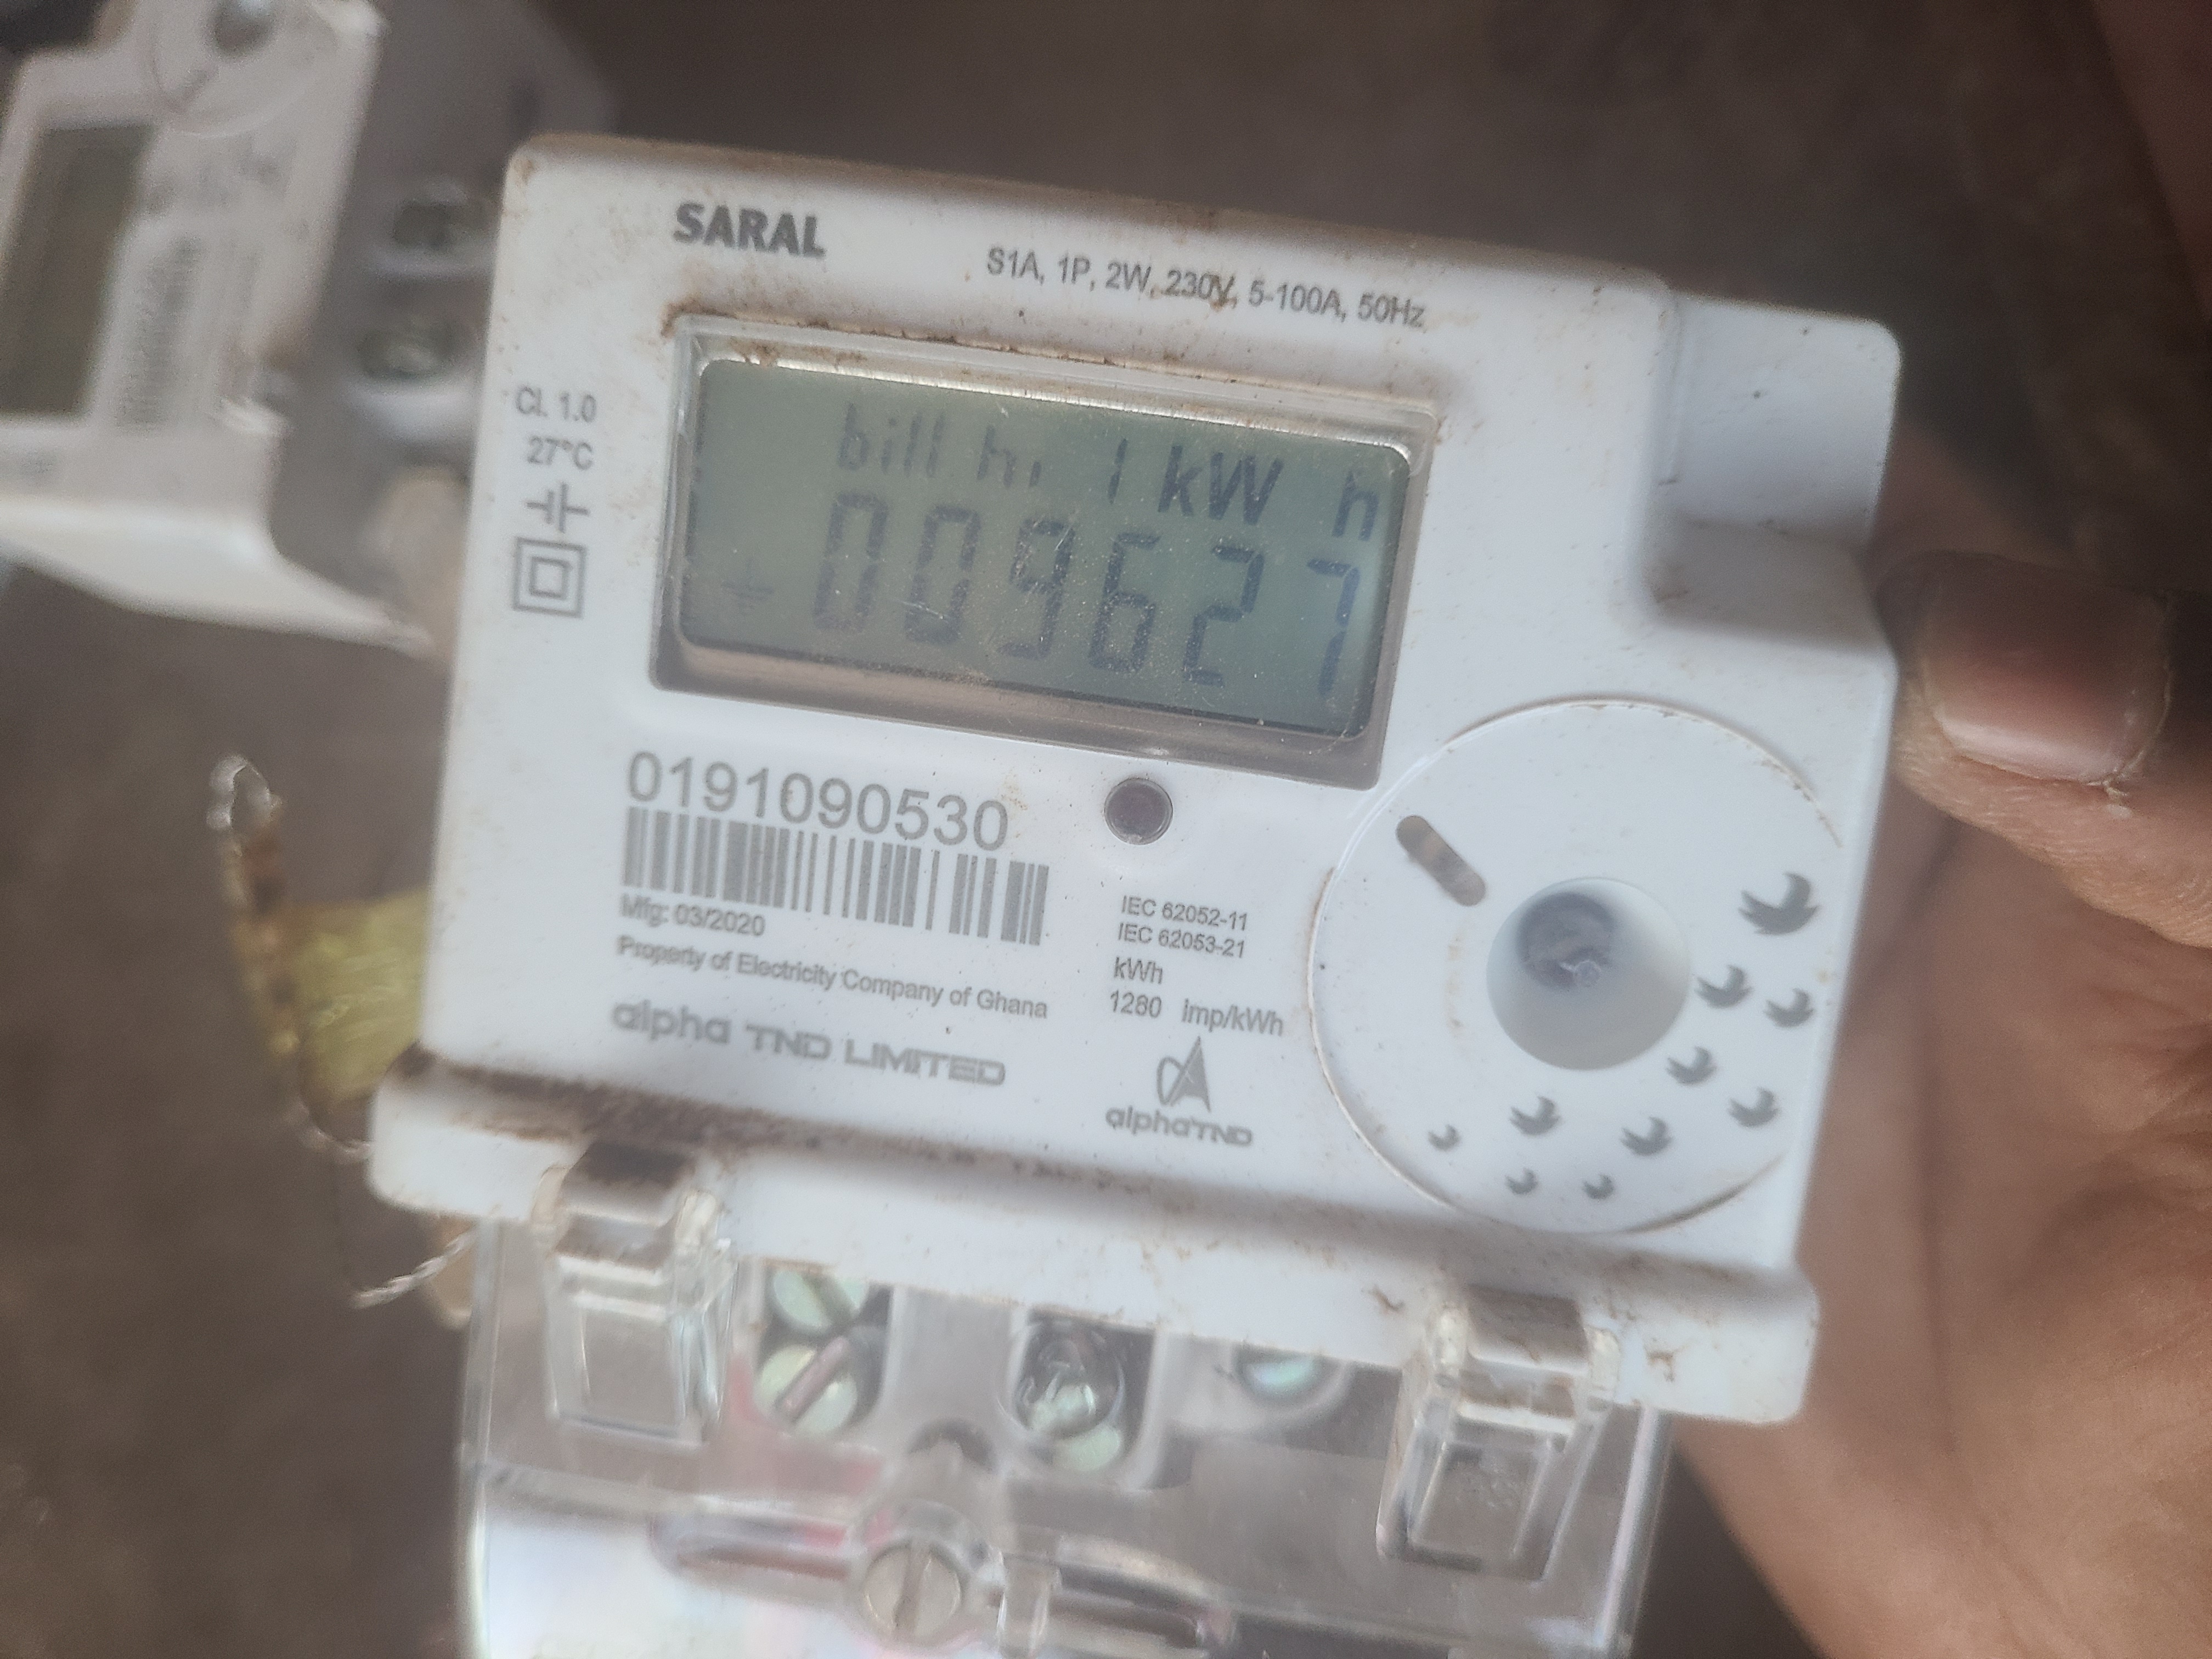 SARAL
S1A, 1P, 2W, 230V, 5-100A, 50Hz
Cl. 1.0
27°C
bill h, 1 kWh
009627
0191090530
Mfg: 03/2020
Property of Electricity Company of Ghana
alpha TND LIMITED
IEC 62052-11
IEC 62053-21
kWh
1280 Imp/kWh
alphaTND